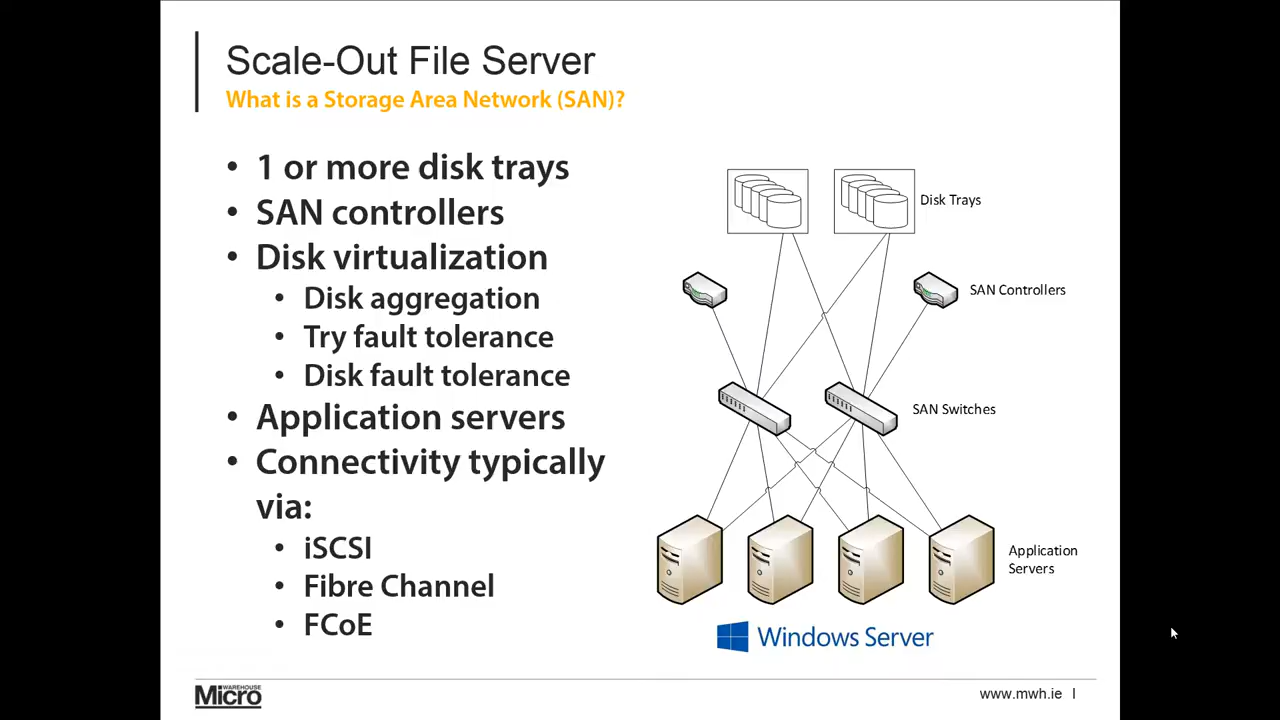 Scale-Out File Server
What is a Storage Area Network (SAN)?
• 1 or more disk trays
• SAN controllers
• Disk virtualization
• Disk aggregation
• Try fault tolerance
• Disk fault tolerance
• Application servers
• Connectivity typically
via:
• iSCSI
• Fibre Channel
• FCoE
Disk Trays
SAN Controllers
SAN Switches
Application
Servers
Windows Server
WAREHOUSE
Micro
www.mwh.ie I